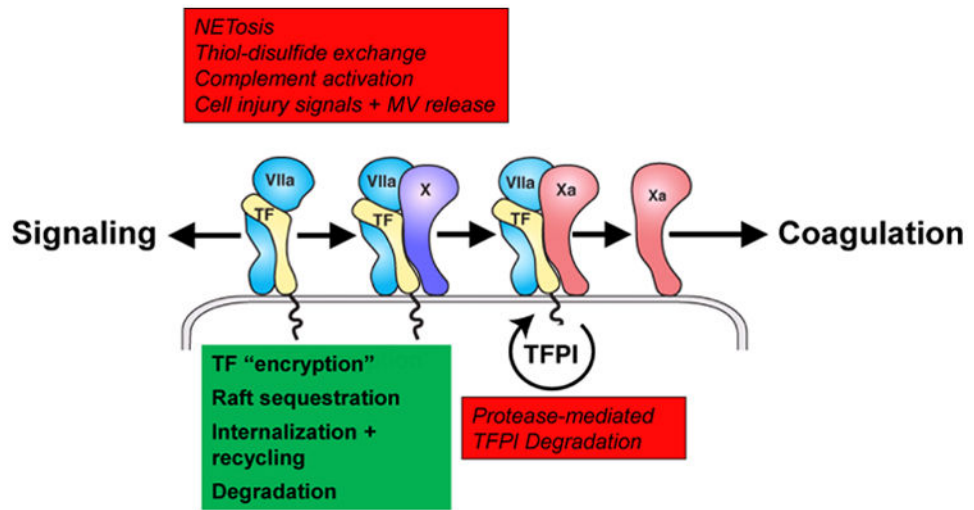 NETosis
Thiol-disulfide exchange
Complement activation
Cell injury signals + MV release
VIIa
TF
VIIa
X
TF
VIIa
Xa
TF
Xa
Signaling
Coagulation
TFPI
TF “encryption”
Raft sequestration
Internalization +
recycling
Degradation
Protease-mediated
TFPI Degradation